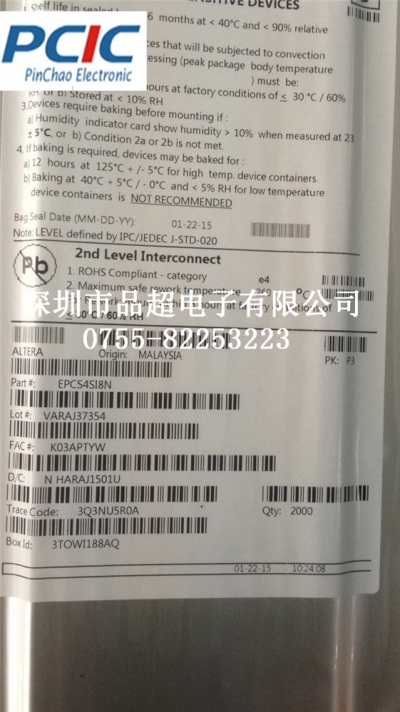 SENSITIVE DEVICES
shelf life in sealed 6 months at < 40°C and < 90% relative
PCIC
PinChao Electronic
ces that will be subjected to convection
cessing (peak package body temperature
) must be:
hours at factory conditions of ≤ 30 °C / 60%
RH or b) Stored at < 10% RH
3. Devices require baking before mounting if :
a) Humidity indicator card show humidity > 10% when measured at 23
± 5°C, or b) Condition 2a or 2b is not met.
4. If baking is required, devices may be baked for :
a) 12 hours at 125°C + /- 5°C for high temp. device containers.
b) Baking at 40°C + 5°C / - 0°C and < 5% RH for low temperature
device containers is NOT RECOMMENDED
Bag Seal Date (MM-DD-YY): 01-22-15
Note: LEVEL defined by IPC/JEDEC J-STD-020
Pb
2nd Level Interconnect
1. ROHS Compliant - category e4
2. Maximum safe rework temperature 260
深圳市品超电子有限公司
≤ 30°C / 60% RH
0755-82253223
ALTERA Origin: MALAYSIA PK: P3
Part#: EPCS4SI8N
Lot #: VARAJ37354
FAC#: K03APTYW
D/C: N HARAJ1501U
Trace Code: 3Q3NU5R0A Qty: 2000
Box Id: 3TOWI188AQ
01-22-15 10:24:08